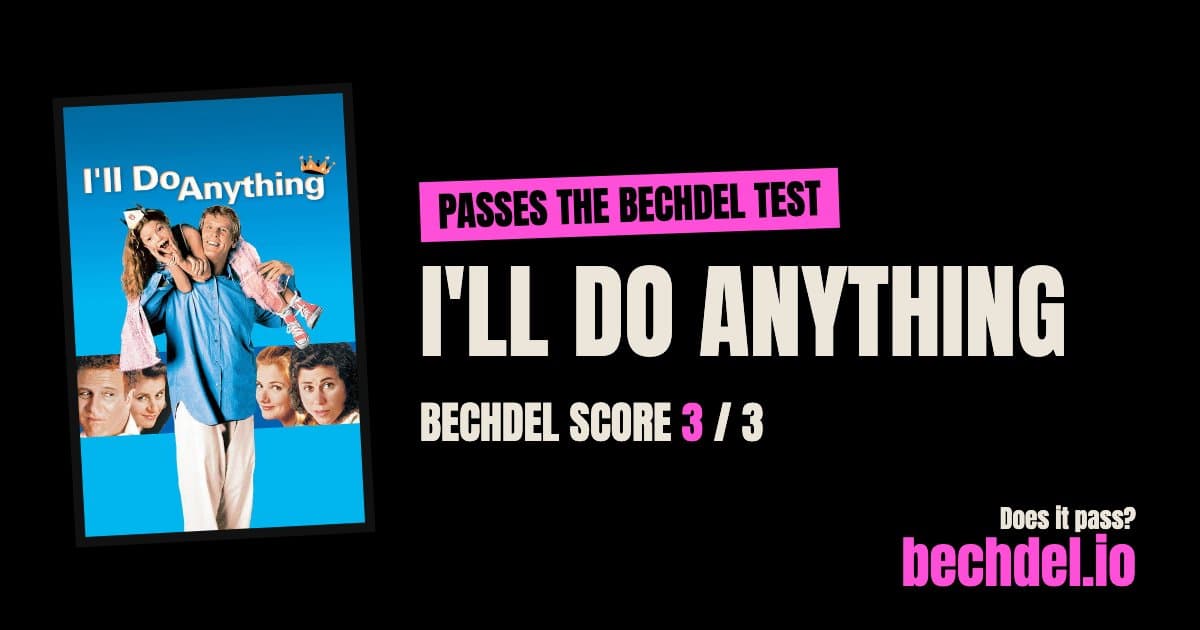 I'll Do Anything
PASSES THE BECHDEL TEST
I'LL DO ANYTHING
BECHDEL SCORE 3 / 3
Does it pass?
bechdel.io